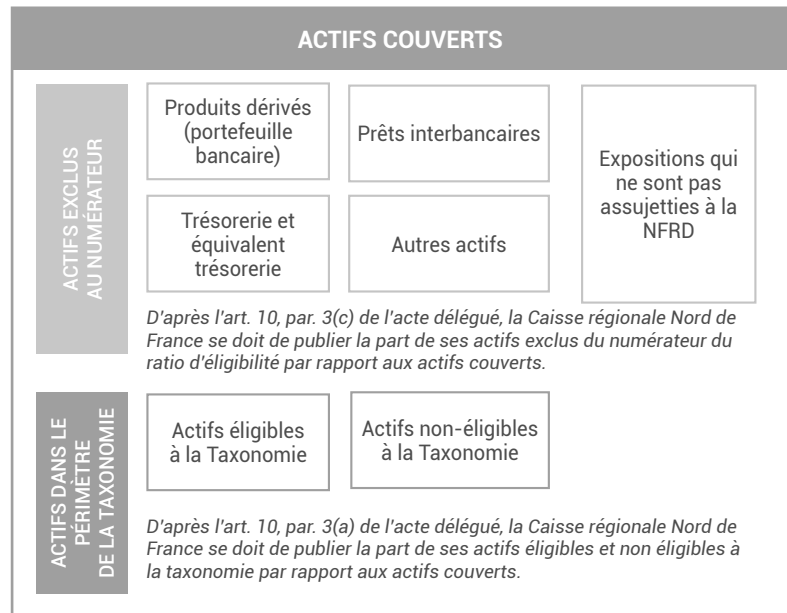 ACTIFS COUVERTS
ACTIFS EXCLUS
AU NUMÉRATEUR
Produits dérivés
(portefeuille
bancaire)
Prêts interbancaires
Expositions qui
ne sont pas
assujetties à la
NFRD
Trésorerie et
équivalent
trésorerie
Autres actifs
D'après l'art. 10, par. 3(c) de l'acte délégué, la Caisse régionale Nord de
France se doit de publier la part de ses actifs exclus du numérateur du
ratio d'éligibilité par rapport aux actifs couverts.
ACTIFS DANS LE
PÉRIMÈTRE
DE LA TAXONOMIE
Actifs éligibles
à la Taxonomie
Actifs non-éligibles
à la Taxonomie
D'après l'art. 10, par. 3(a) de l'acte délégué, la Caisse régionale Nord de
France se doit de publier la part de ses actifs éligibles et non éligibles à
la taxonomie par rapport aux actifs couverts.